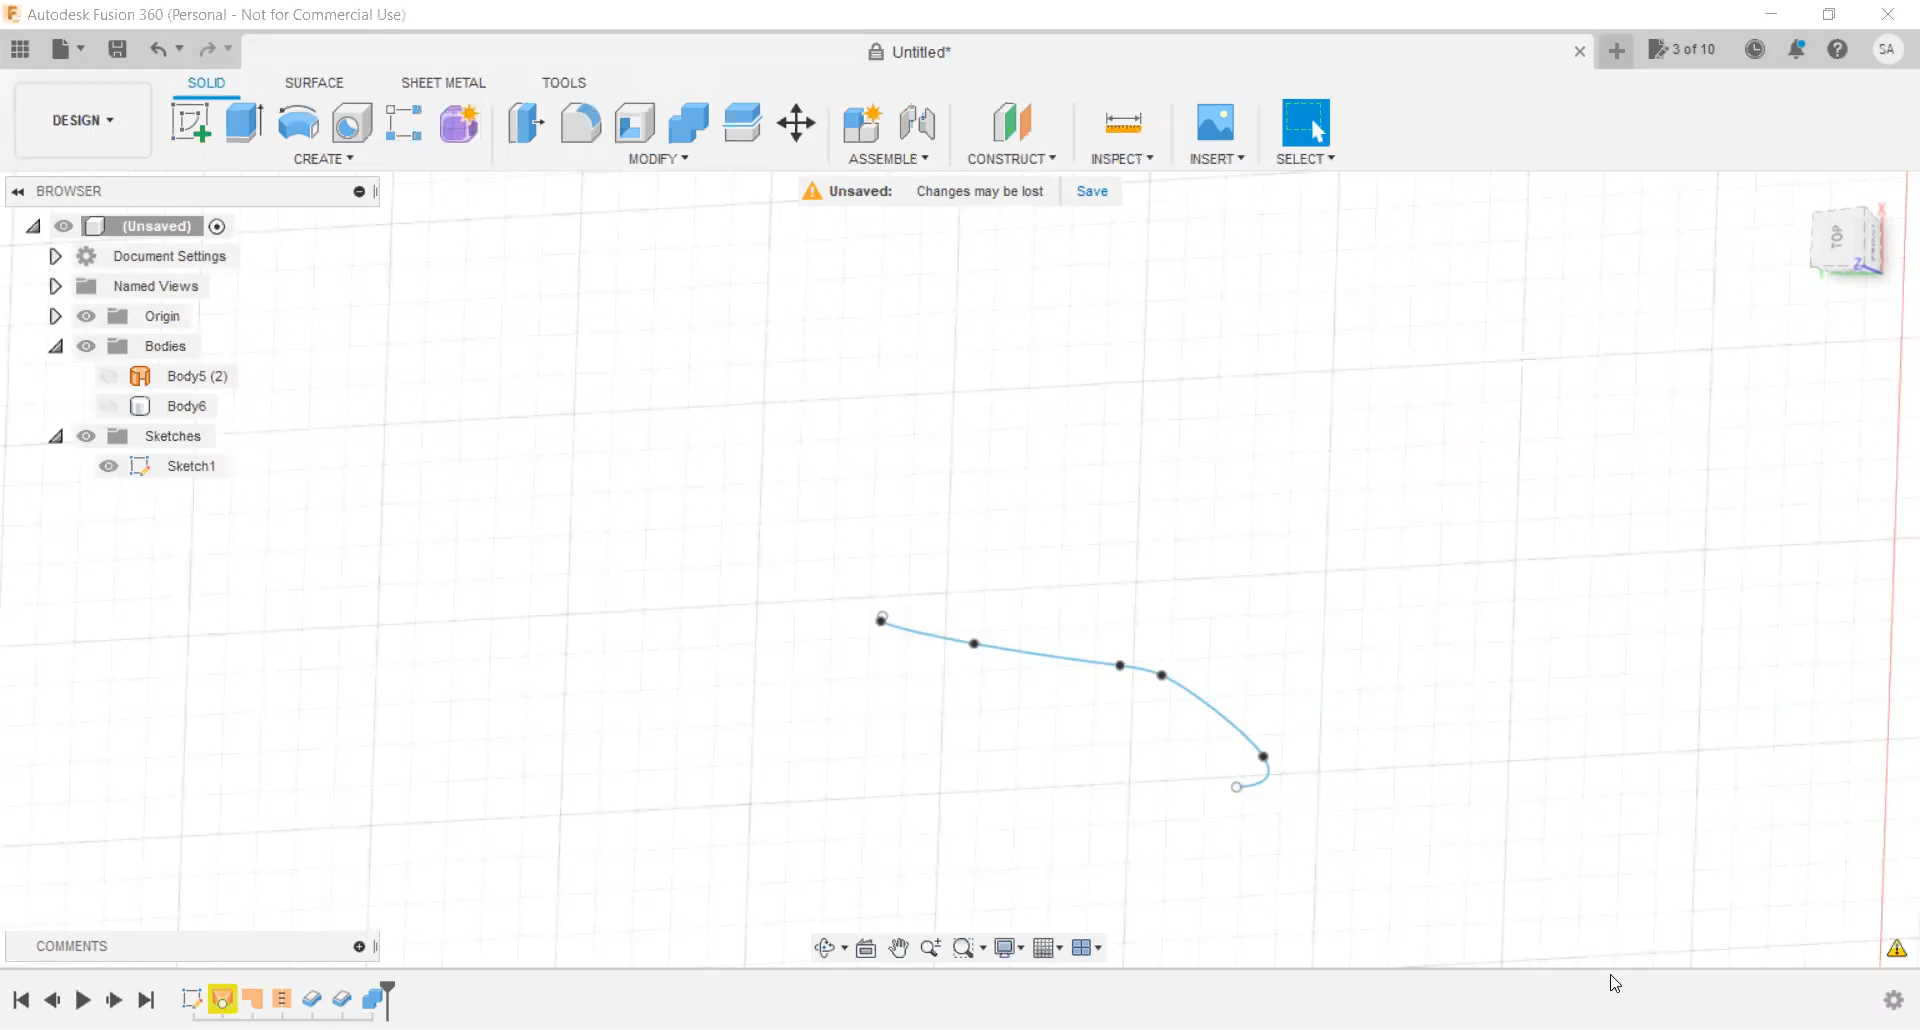 Autodesk Fusion 360 (Personal - Not for Commercial Use)
Untitled*
3 of 10
SA
SOLID SURFACE SHEET METAL TOOLS
DESIGN
CREATE MODIFY ASSEMBLE CONSTRUCT INSPECT INSERT SELECT
BROWSER
Unsaved: Changes may be lost Save
(Unsaved)
Document Settings
Named Views
Origin
Bodies
Body5 (2)
Body6
Sketches
Sketch1
X
TOP
Z
COMMENTS